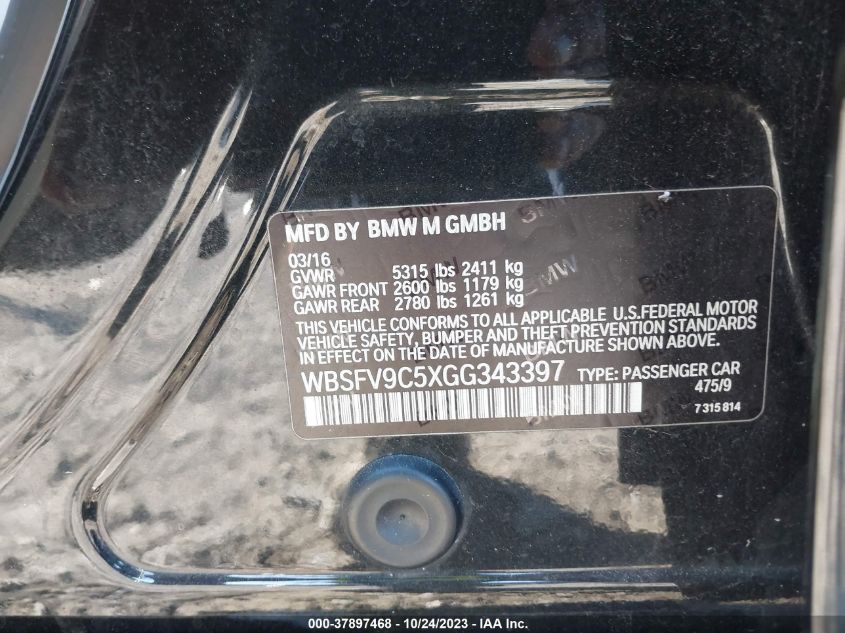 MFD BY BMW M GMBH
03/16
GVWR 5315 lbs 2411 kg
GAWR FRONT 2600 lbs 1179 kg
GAWR REAR 2780 lbs 1261 kg
THIS VEHICLE CONFORMS TO ALL APPLICABLE U.S.FEDERAL MOTOR
VEHICLE SAFETY, BUMPER AND THEFT PREVENTION STANDARDS
IN EFFECT ON THE DATE OF MANUFACTURE SHOWN ABOVE.
WBSFV9C5XGG343397 TYPE: PASSENGER CAR
475/9
7 315 814
000-37897468 - 10/24/2023 - IAA Inc.